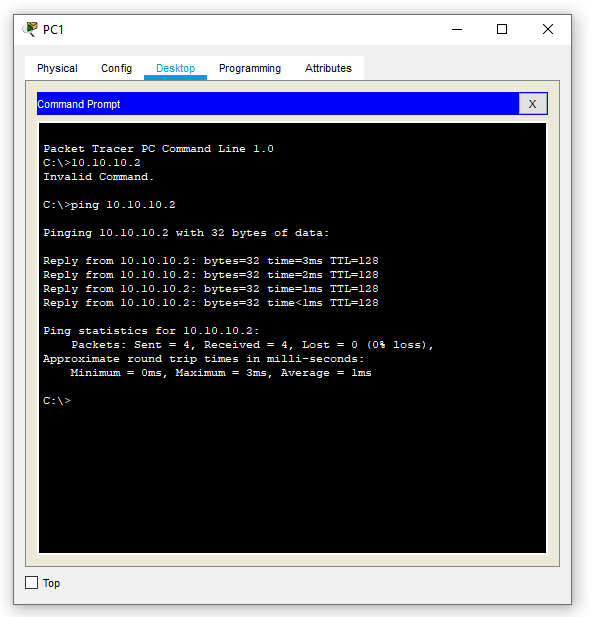 PC1
Physical Config Desktop Programming Attributes
Command Prompt X
Packet Tracer PC Command Line 1.0
C:\>10.10.10.2
Invalid Command.
C:\>ping 10.10.10.2
Pinging 10.10.10.2 with 32 bytes of data:
Reply from 10.10.10.2: bytes=32 time=3ms TTL=128
Reply from 10.10.10.2: bytes=32 time=2ms TTL=128
Reply from 10.10.10.2: bytes=32 time=1ms TTL=128
Reply from 10.10.10.2: bytes=32 time<1ms TTL=128
Ping statistics for 10.10.10.2:
Packets: Sent = 4, Received = 4, Lost = 0 (0% loss),
Approximate round trip times in milli-seconds:
Minimum = 0ms, Maximum = 3ms, Average = 1ms
C:\>
Top